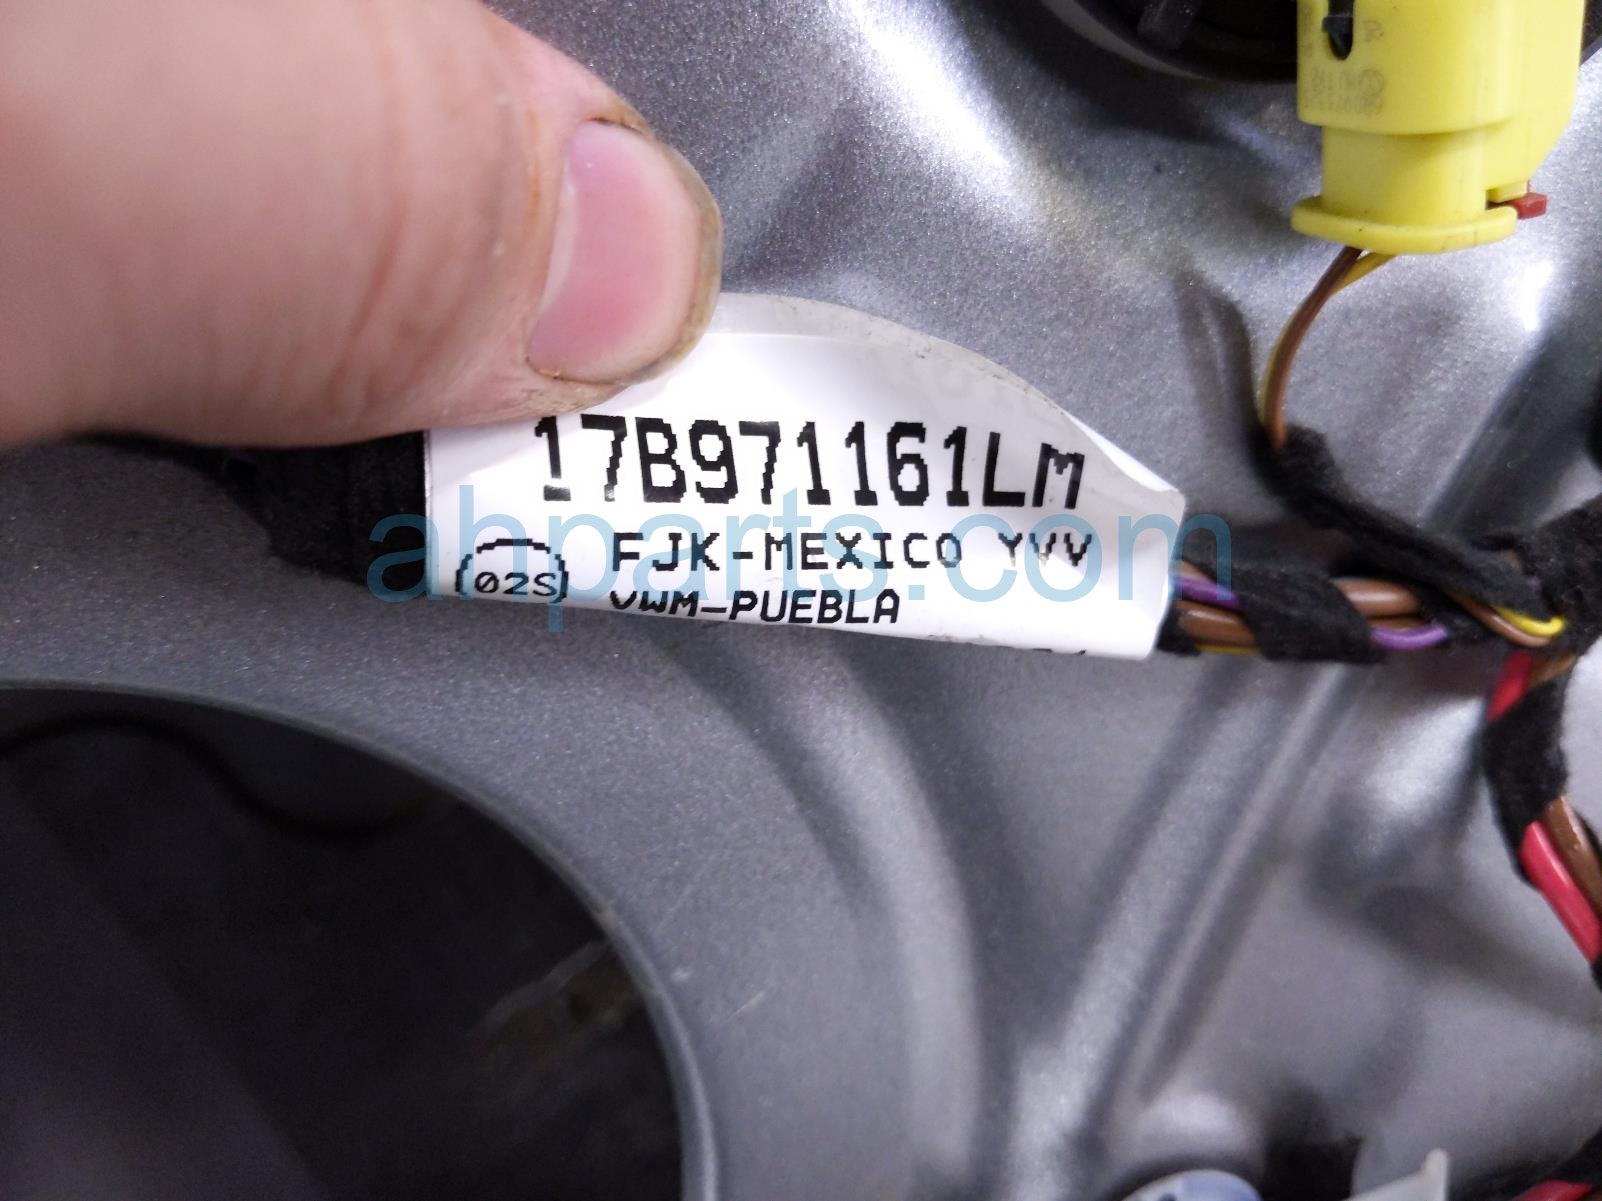 17B971161LM
FJK-MEXICO YVV
02S VWM-PUEBLA
ahparts.com